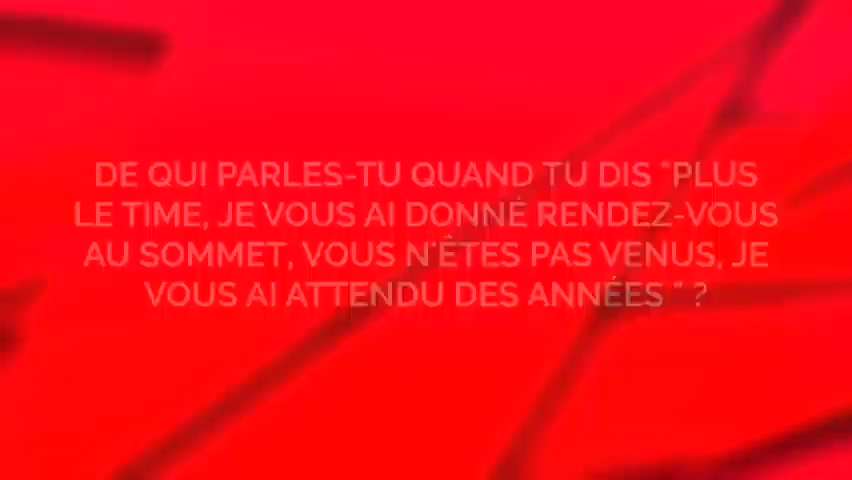 DE QUI PARLES-TU QUAND TU DIS "PLUS
LE TIME, JE VOUS AI DONNÉ RENDEZ-VOUS
AU SOMMET, VOUS N'ÊTES PAS VENUS, JE
VOUS AI ATTENDU DES ANNÉES " ?